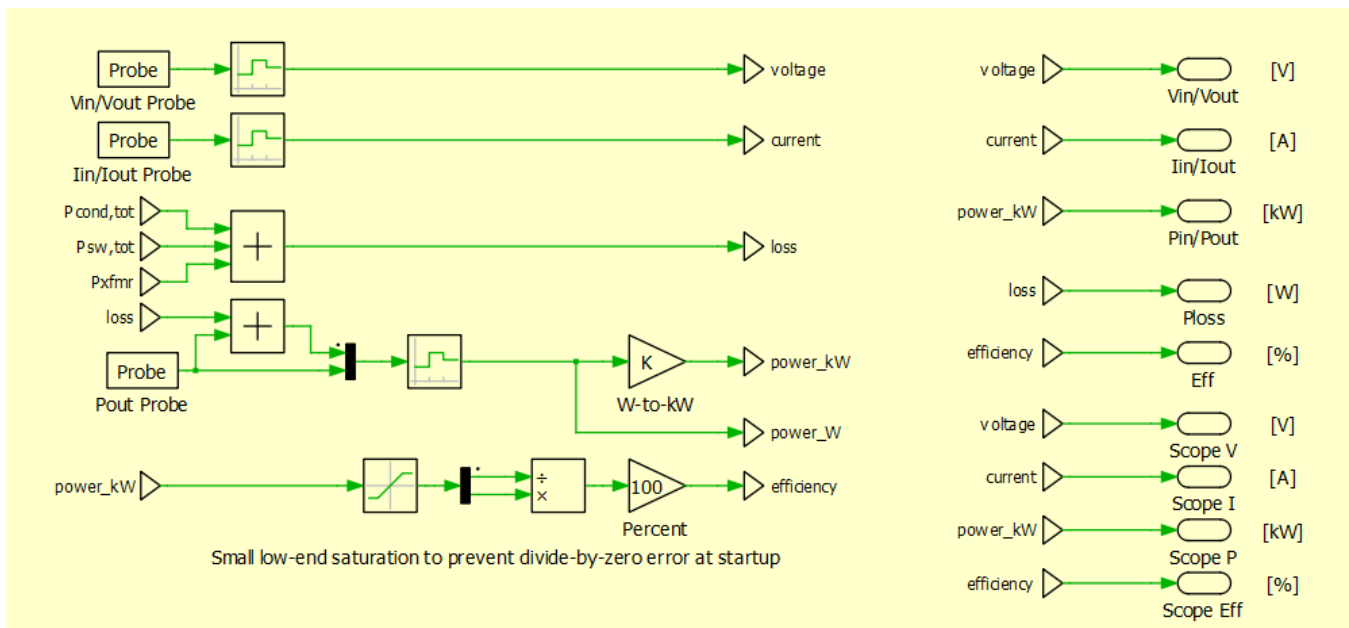 Probe
voltage
Vin/Vout Probe
Probe
current
Iin/Iout Probe
Pcond,tot
Psw,tot
+
loss
Pxfmr
loss
+
Probe
K
power_kW
Pout Probe
W-to-kW
power_W
power_kW
÷
×
100
efficiency
Percent
Small low-end saturation to prevent divide-by-zero error at startup
voltage
[V]
Vin/Vout
current
[A]
Iin/Iout
power_kW
[kW]
Pin/Pout
loss
[W]
Ploss
efficiency
[%]
Eff
voltage
[V]
Scope V
current
[A]
Scope I
power_kW
[kW]
Scope P
efficiency
[%]
Scope Eff